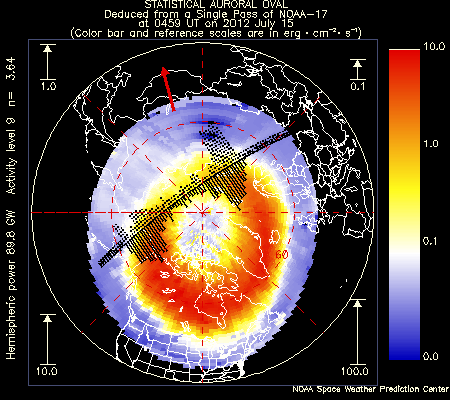 STATISTICAL AURORAL OVAL
Deduced from a Single Pass of NOAA-17
at 0459 UT on 2012 July 15
(Color bar and reference scales are in erg · cm⁻² · s⁻¹)
Hemispheric power 89.8 GW Activity level 9 n= 3.64
1.0
0.1
10.0
100.0
60
10.0
1.0
0.1
0.0
NOAA Space Weather Prediction Center